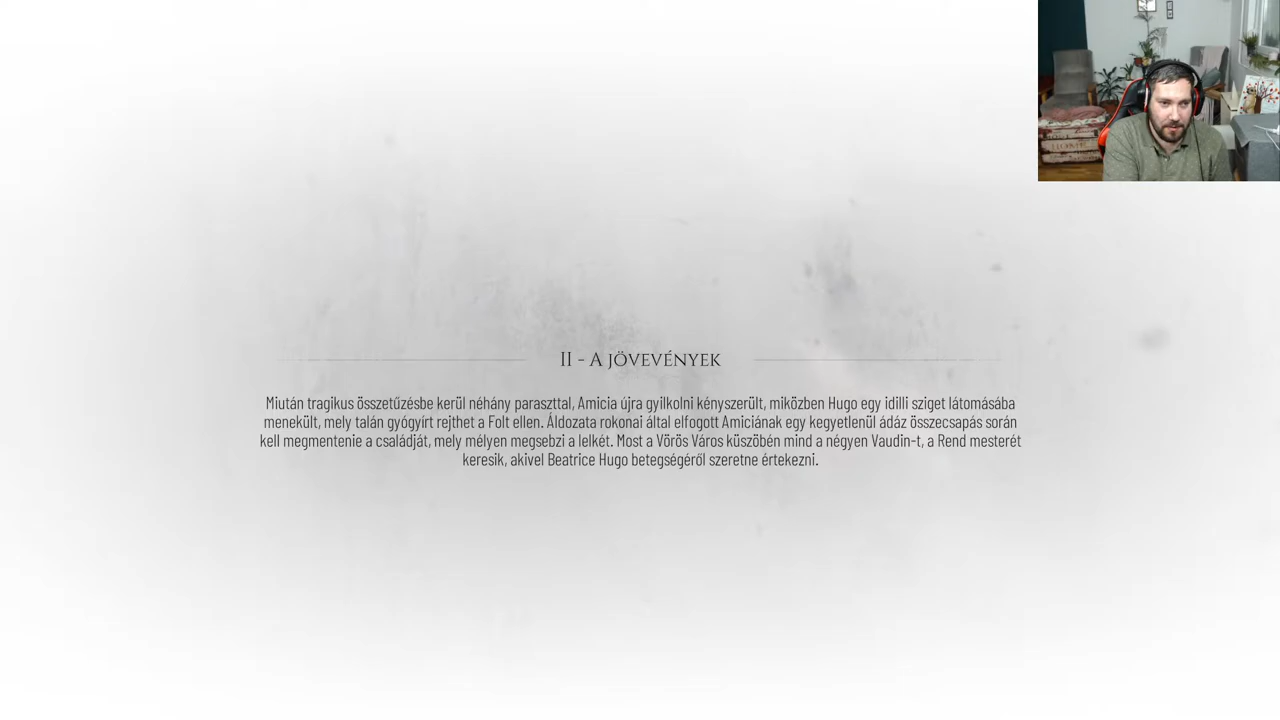 II - A JÖVEVÉNYEK
Miután tragikus összetűzésbe kerül néhány paraszttal, Amicia újra gyilkolni kényszerült, miközben Hugo egy idilli sziget látomásába
menekült, mely talán gyógyírt rejthet a Folt ellen. Áldozata rokonai által elfogott Amiciának egy kegyetlenül ádáz összecsapás során
kell megmentenie a családját, mely mélyen megsebzi a lelkét. Most a Vörös Város küszöbén mind a négyen Vaudin-t, a Rend mesterét
keresik, akivel Beatrice Hugo betegségéről szeretne értekezni.